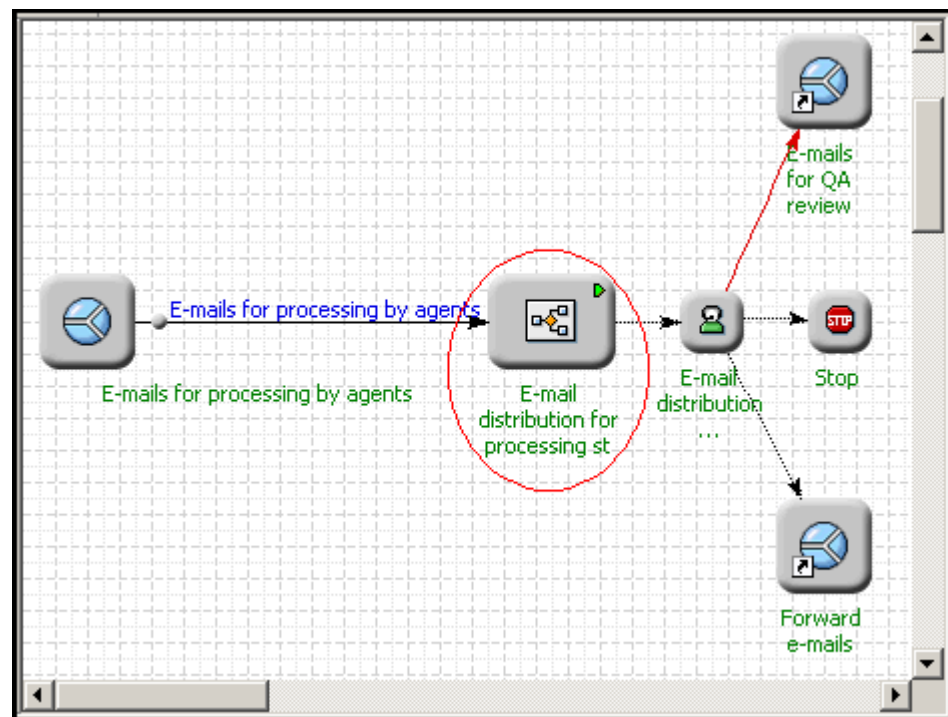 E-mails
for QA
review
E-mails for processing by agents
E-mails for processing by agents
E-mail
distribution for
processing st
E-mail
distribution
...
STOP
Stop
Forward
e-mails